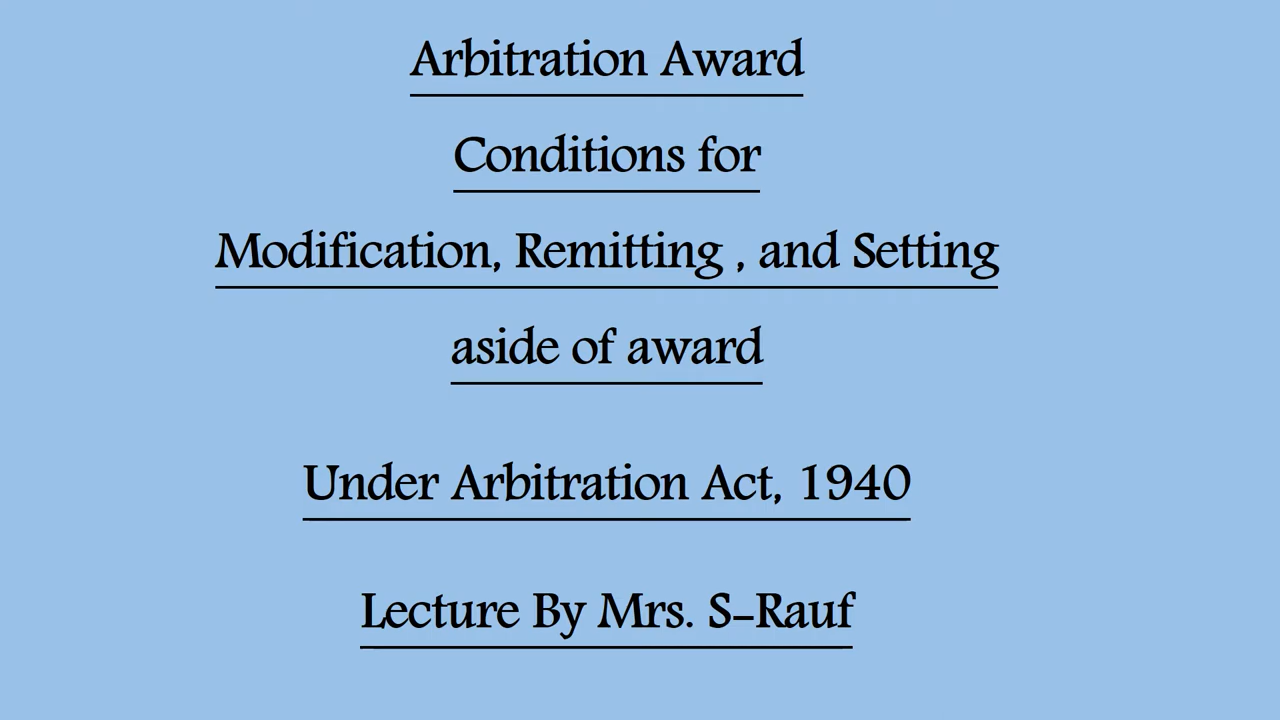 Arbitration Award
Conditions for
Modification, Remitting , and Setting
aside of award
Under Arbitration Act, 1940
Lecture By Mrs. S-Rauf